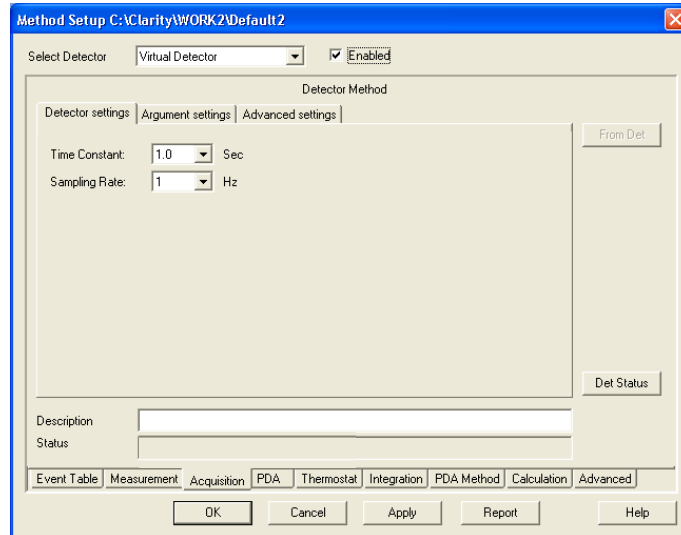 Method Setup C:\Clarity\WORK2\Default2
Select Detector Virtual Detector Enabled
Detector Method
Detector settings Argument settings Advanced settings
From Det
Time Constant: 1.0 Sec
Sampling Rate: 1 Hz
Det Status
Description
Status
Event Table Measurement Acquisition PDA Thermostat Integration PDA Method Calculation Advanced
OK Cancel Apply Report Help